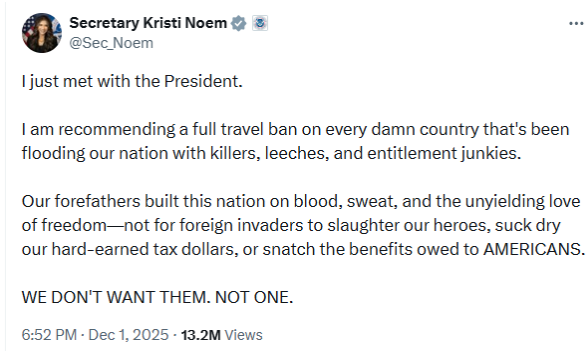 Secretary Kristi Noem
@Sec_Noem
I just met with the President.
I am recommending a full travel ban on every damn country that's been
flooding our nation with killers, leeches, and entitlement junkies.
Our forefathers built this nation on blood, sweat, and the unyielding love
of freedom—not for foreign invaders to slaughter our heroes, suck dry
our hard-earned tax dollars, or snatch the benefits owed to AMERICANS.
WE DON'T WANT THEM. NOT ONE.
6:52 PM · Dec 1, 2025 · 13.2M Views